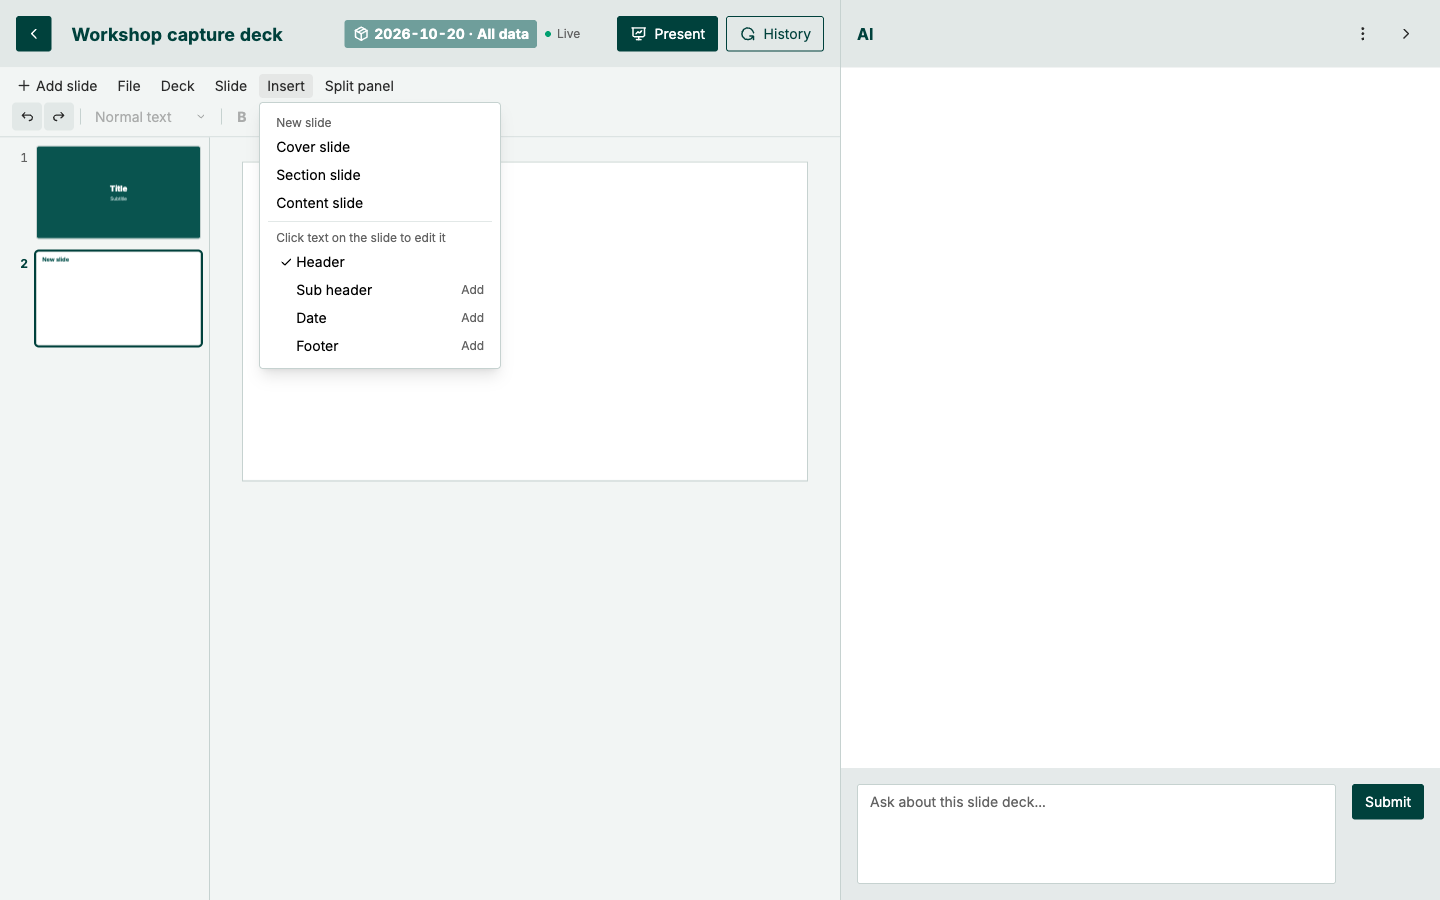 Workshop capture deck
2026-10-20 · All data
Live
Present
History
AI
Add slide
File
Deck
Slide
Insert
Split panel
Normal text
B
New slide
Cover slide
Section slide
Content slide
Click text on the slide to edit it
Header
Sub header Add
Date Add
Footer Add
1
Title
Subtitle
2
New slide
Ask about this slide deck...
Submit